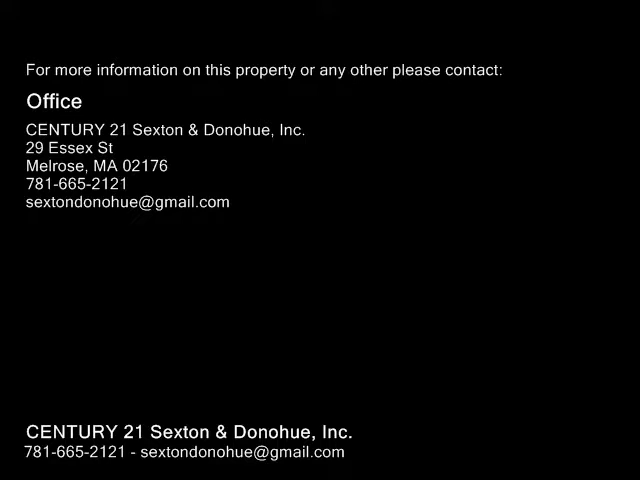 For more information on this property or any other please contact:
Office
CENTURY 21 Sexton & Donohue, Inc.
29 Essex St
Melrose, MA 02176
781-665-2121
sextondonohue@gmail.com
CENTURY 21 Sexton & Donohue, Inc.
781-665-2121 - sextondonohue@gmail.com